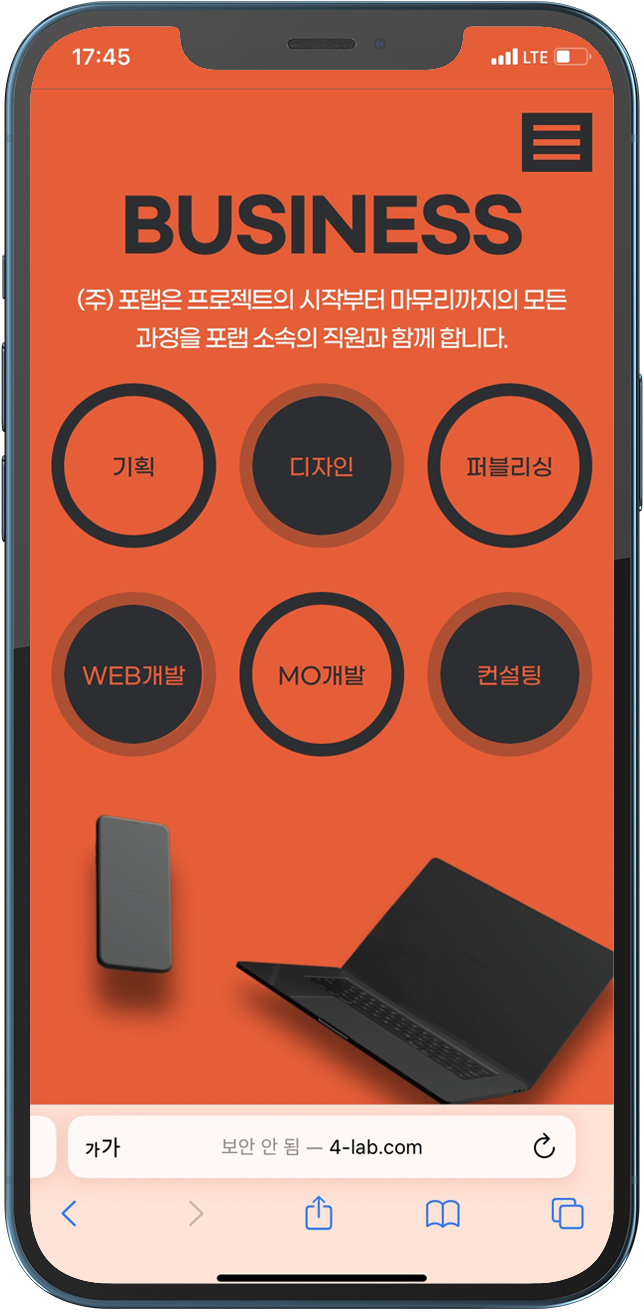 17:45
LTE
BUSINESS
(주) 포랩은 프로젝트의 시작부터 마무리까지의 모든
과정을 포랩 소속의 직원과 함께 합니다.
기획
디자인
퍼블리싱
WEB개발
MO개발
컨설팅
가가
보안 안 됨 — 4-lab.com